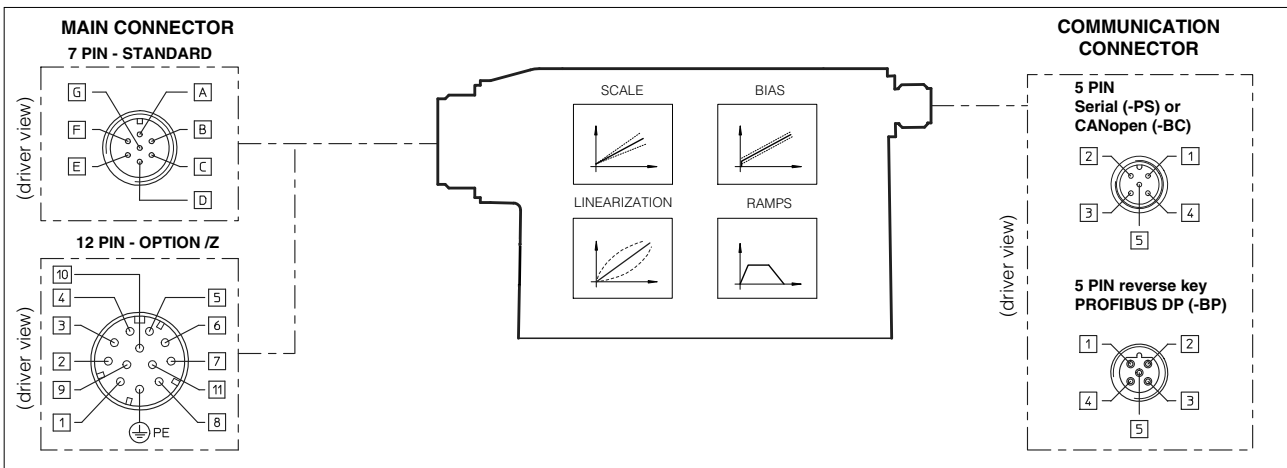 MAIN CONNECTOR
7 PIN - STANDARD
(driver view)
G
A
F
B
E
C
D
12 PIN - OPTION /Z
(driver view)
10
4
5
3
6
2
7
9
11
1
8
PE
SCALE
BIAS
LINEARIZATION
RAMPS
COMMUNICATION
CONNECTOR
(driver view)
5 PIN
Serial (-PS) or
CANopen (-BC)
2
1
3
4
5
5 PIN reverse key
PROFIBUS DP (-BP)
1
2
4
3
5